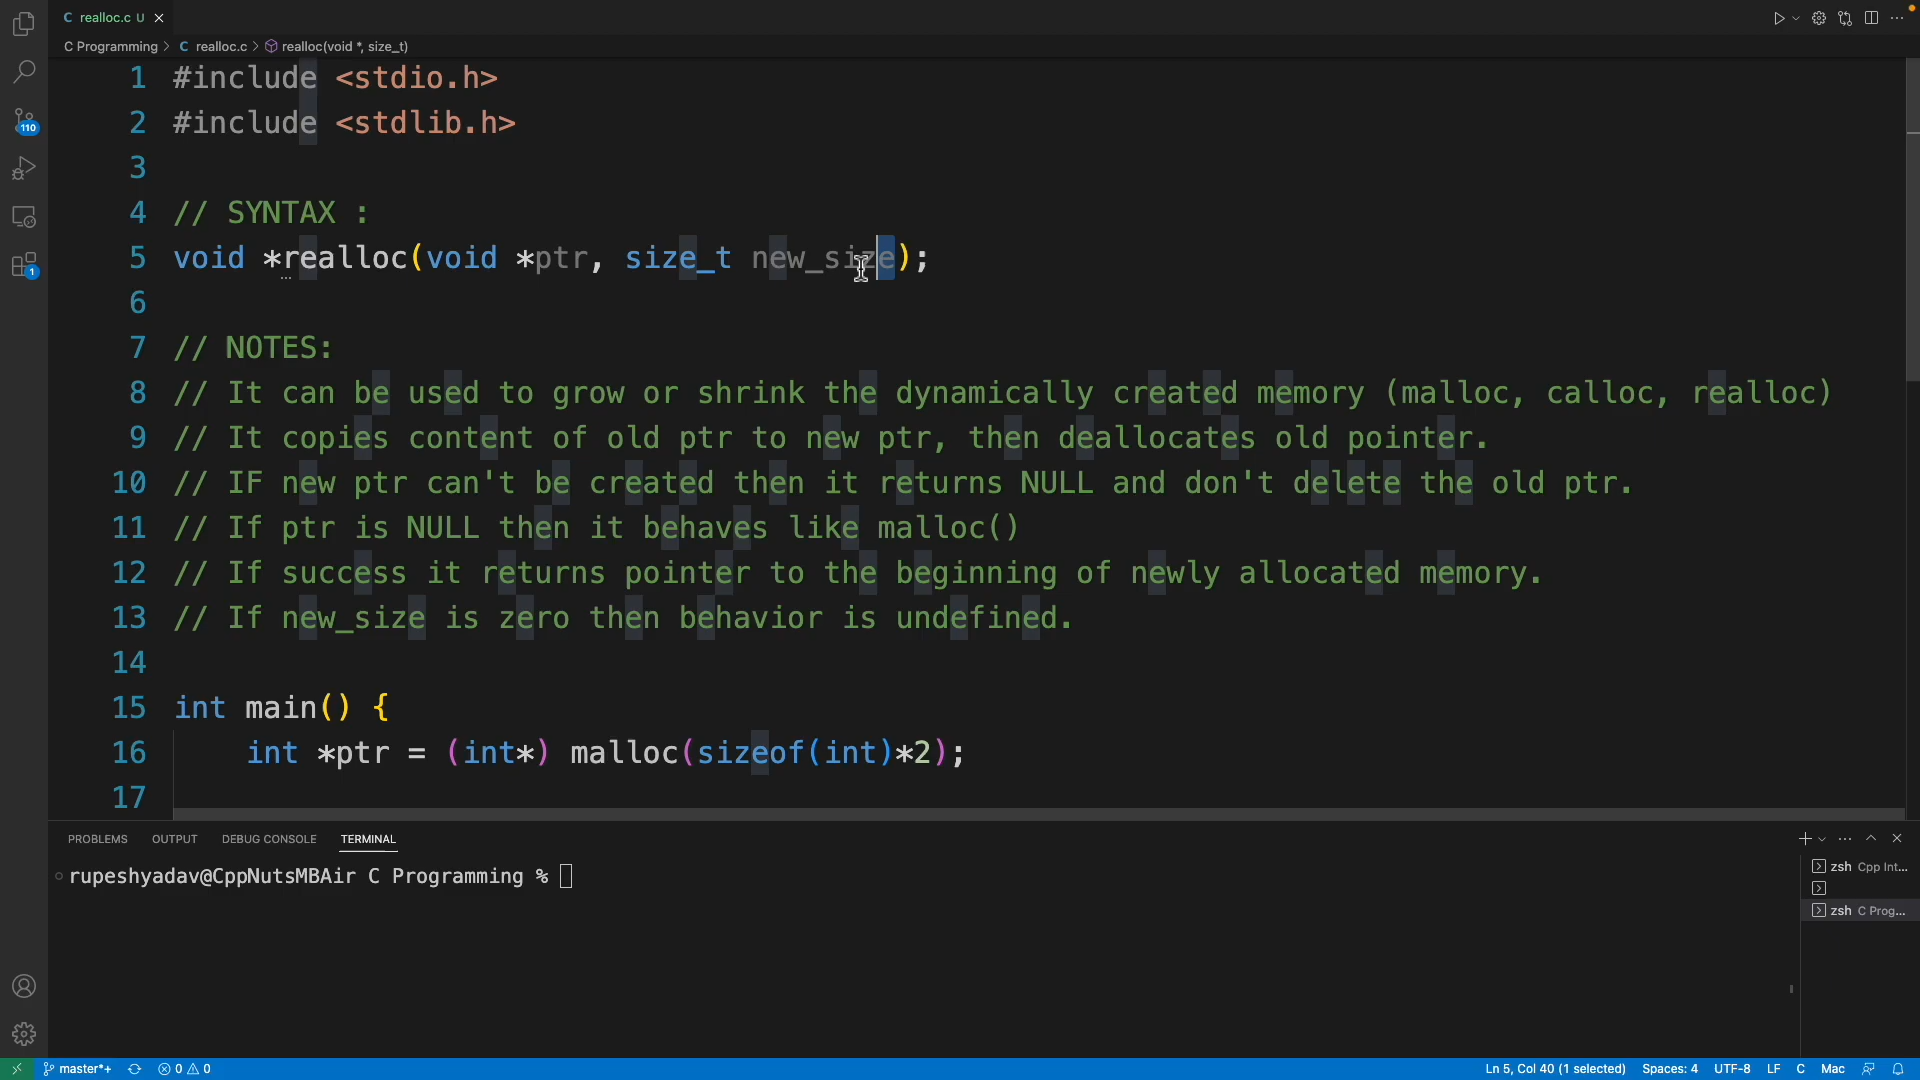 C realloc.c U
C Programming > C realloc.c > realloc(void *, size_t)
1 #include <stdio.h>
2 #include <stdlib.h>
3
4 // SYNTAX :
5 void *realloc(void *ptr, size_t new_size);
6
7 // NOTES:
8 // It can be used to grow or shrink the dynamically created memory (malloc, calloc, realloc)
9 // It copies content of old ptr to new ptr, then deallocates old pointer.
10 // IF new ptr can't be created then it returns NULL and don't delete the old ptr.
11 // If ptr is NULL then it behaves like malloc()
12 // If success it returns pointer to the beginning of newly allocated memory.
13 // If new_size is zero then behavior is undefined.
14
15 int main() {
16 int *ptr = (int*) malloc(sizeof(int)*2);
17
110
1
PROBLEMS OUTPUT DEBUG CONSOLE TERMINAL
rupeshyadav@CppNutsMBAir C Programming %
zsh Cpp Int...
zsh C Prog...
master*+ 0 0 Ln 5, Col 40 (1 selected) Spaces: 4 UTF-8 LF C Mac